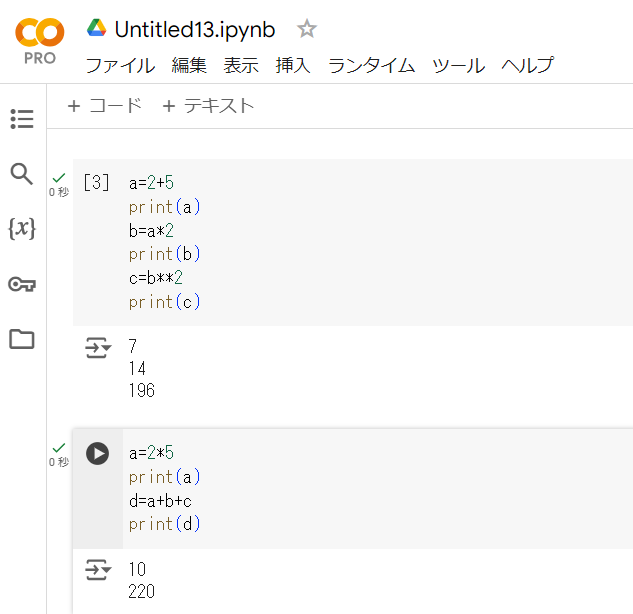 Untitled13.ipynb
PRO
ファイル 編集 表示 挿入 ランタイム ツール ヘルプ
+ コード + テキスト
{x}
0 秒
[3]
a=2+5
print(a)
b=a*2
print(b)
c=b**2
print(c)
7
14
196
0 秒
a=2*5
print(a)
d=a+b+c
print(d)
10
220